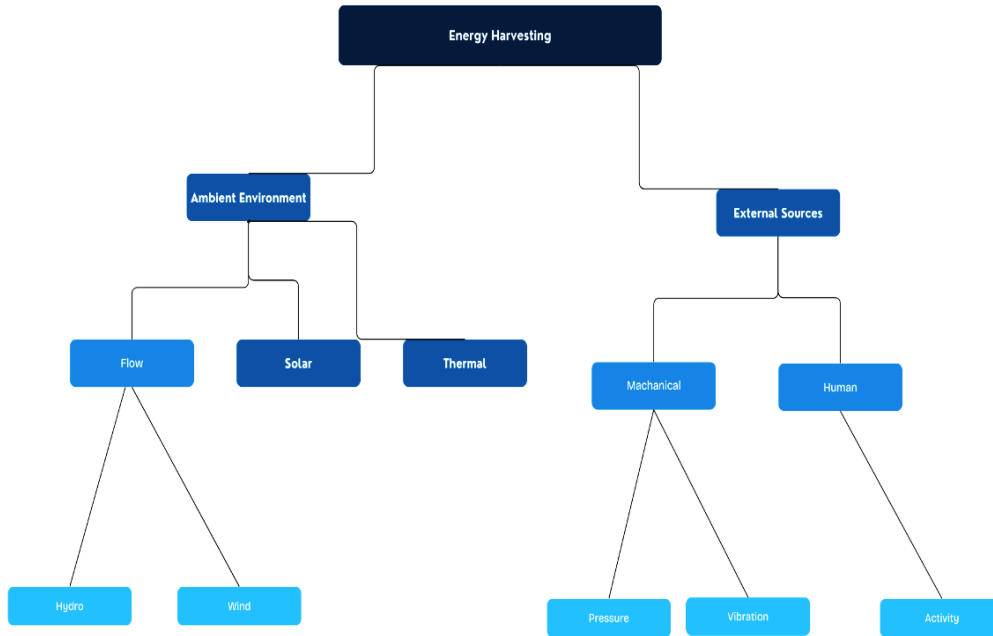 Energy Harvesting
Ambient Environment
External Sources
Flow
Solar
Thermal
Machanical
Human
Hydro
Wind
Pressure
Vibration
Activity